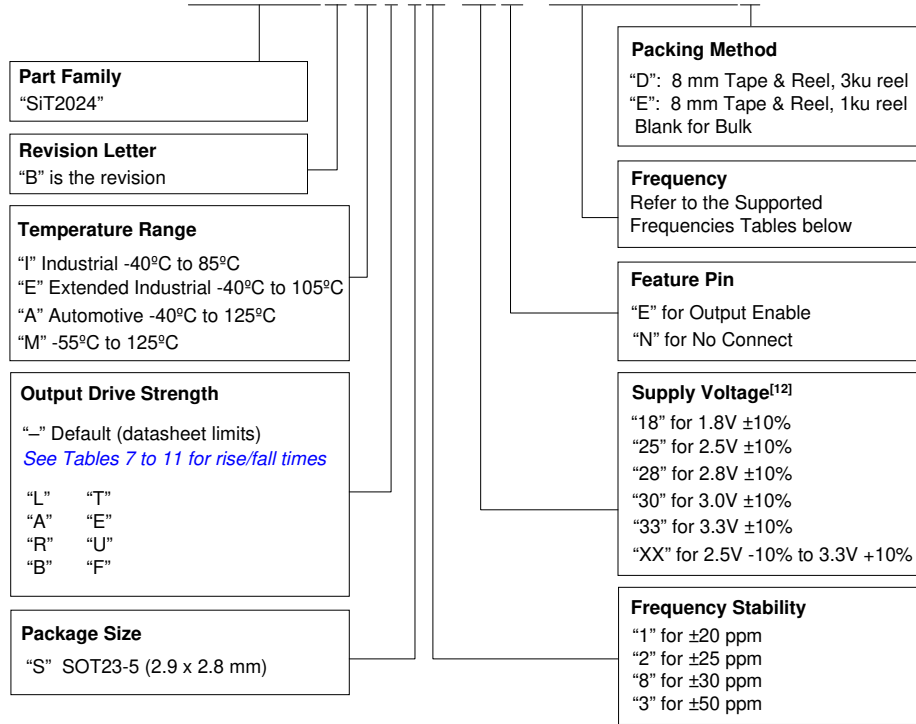 Part Family
“SiT2024”
Revision Letter
“B” is the revision
Temperature Range
“I” Industrial -40ºC to 85ºC
“E” Extended Industrial -40ºC to 105ºC
“A” Automotive -40ºC to 125ºC
“M” -55ºC to 125ºC
Output Drive Strength
“–” Default (datasheet limits)
See Tables 7 to 11 for rise/fall times
“L” “T”
“A” “E”
“R” “U”
“B” “F”
Package Size
“S” SOT23-5 (2.9 x 2.8 mm)
Packing Method
“D”: 8 mm Tape & Reel, 3ku reel
“E”: 8 mm Tape & Reel, 1ku reel
Blank for Bulk
Frequency
Refer to the Supported
Frequencies Tables below
Feature Pin
“E” for Output Enable
“N” for No Connect
Supply Voltage[12]
“18” for 1.8V ±10%
“25” for 2.5V ±10%
“28” for 2.8V ±10%
“30” for 3.0V ±10%
“33” for 3.3V ±10%
“XX” for 2.5V -10% to 3.3V +10%
Frequency Stability
“1” for ±20 ppm
“2” for ±25 ppm
“8” for ±30 ppm
“3” for ±50 ppm